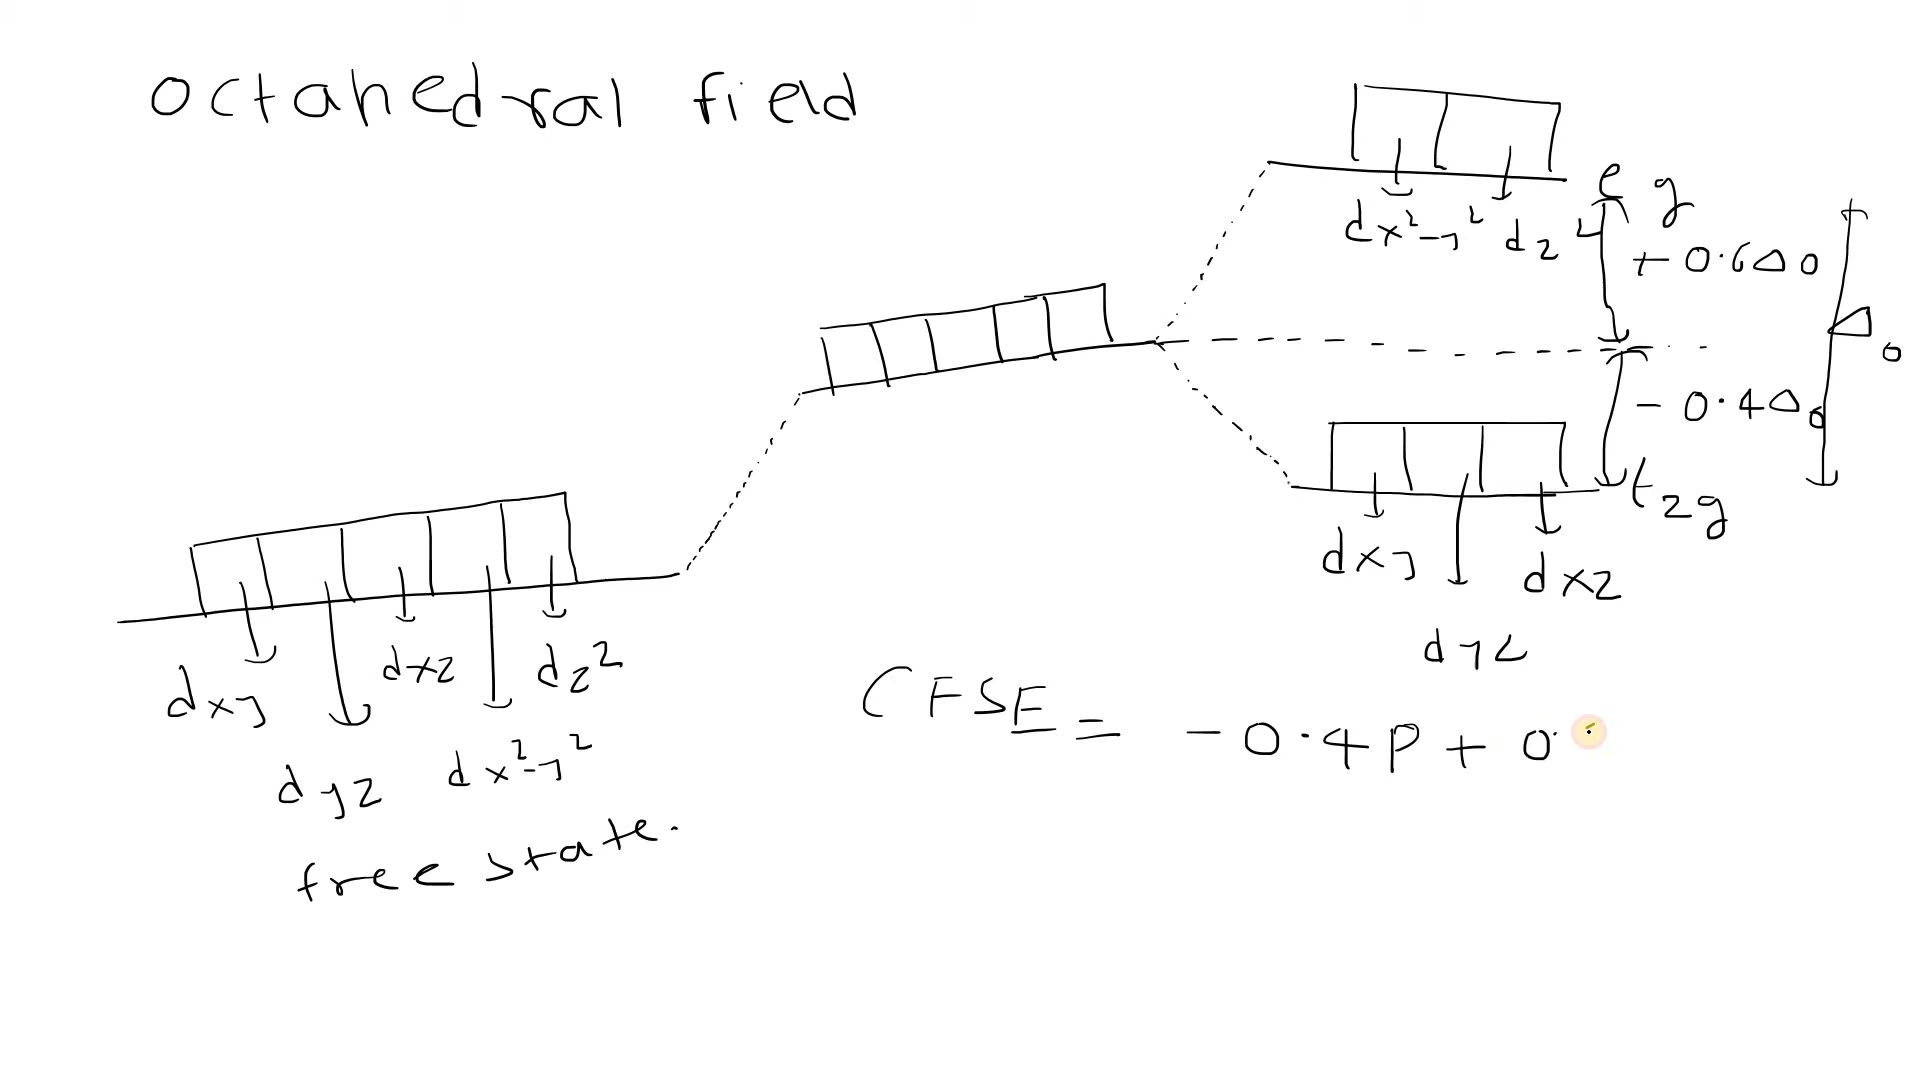 octahedral field
eg
dx²-y² dz²
+ 0.6Δo
Δo
- 0.4Δo
t2g
dxy dyz dxz
dxy dyz dxz dx²-y² dz²
free state.
CFSE = - 0.4 p + 0.